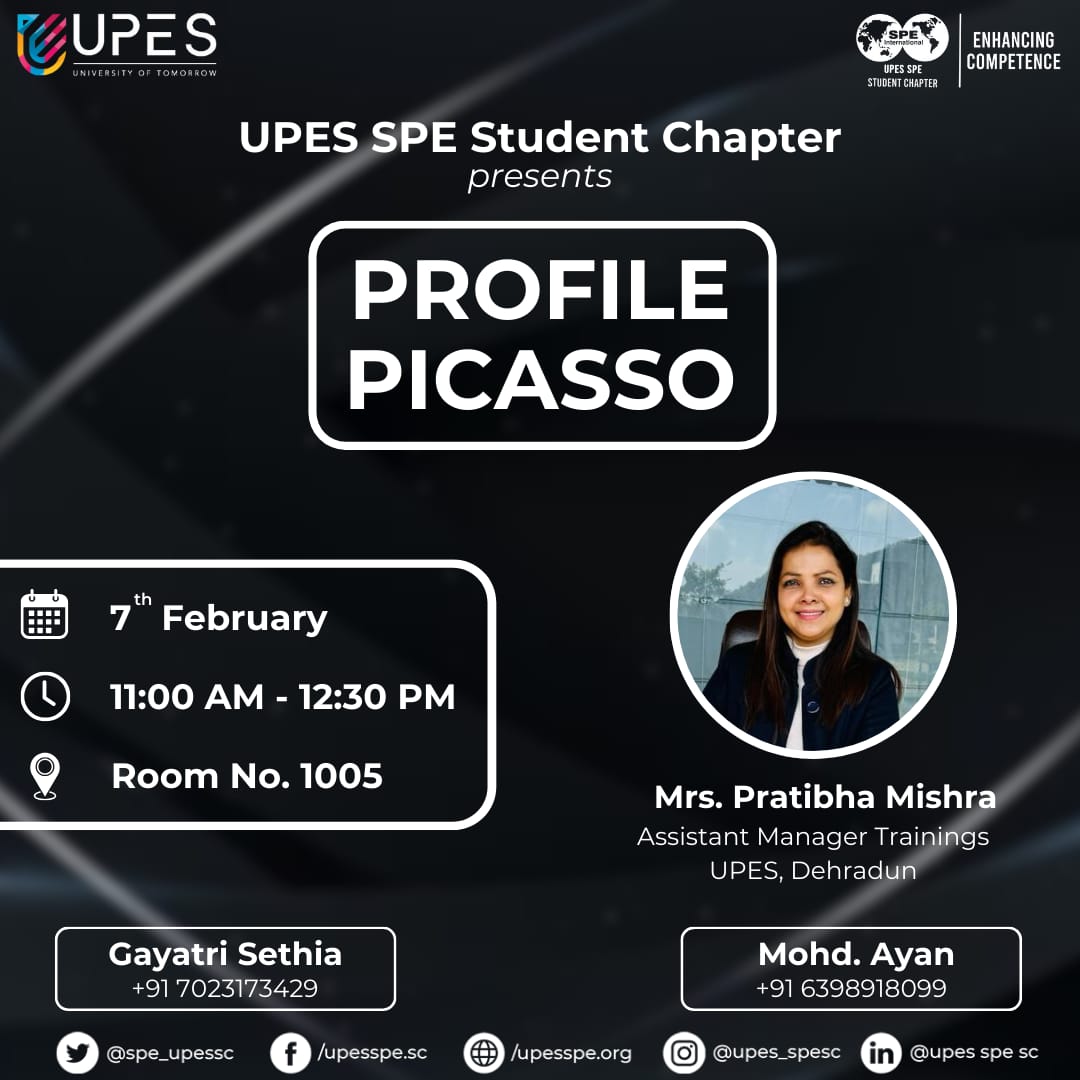 UPES
UNIVERSITY OF TOMORROW
SPE
International
UPES SPE
STUDENT CHAPTER
ENHANCING
COMPETENCE
UPES SPE Student Chapter
presents
PROFILE
PICASSO
7th February
11:00 AM - 12:30 PM
Room No. 1005
Mrs. Pratibha Mishra
Assistant Manager Trainings
UPES, Dehradun
Gayatri Sethia
+91 7023173429
Mohd. Ayan
+91 6398918099
@spe_upessc /upesspe.sc /upesspe.org @upes_spesc @upes spe sc